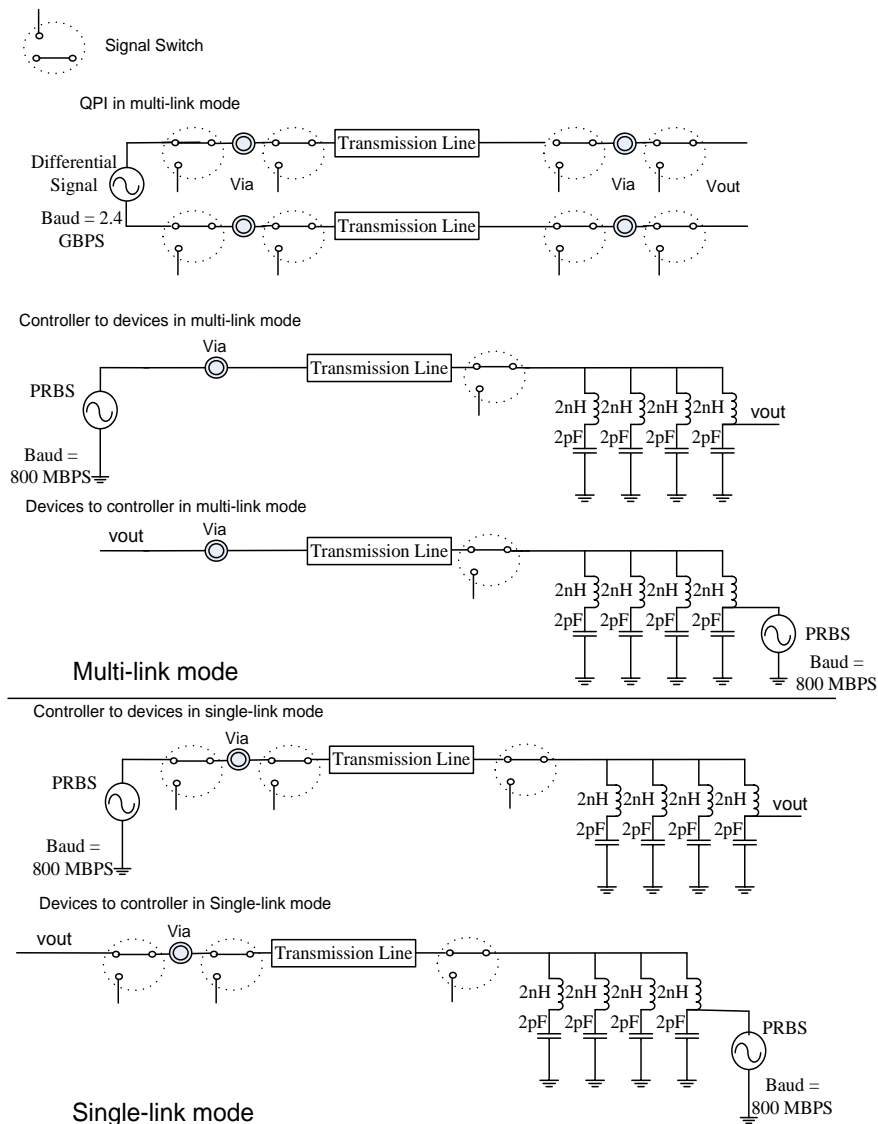 Signal Switch
QPI in multi-link mode
Transmission Line
Differential
Signal
Via
Via
Vout
Baud = 2.4
GBPS
Transmission Line
Controller to devices in multi-link mode
Via
Transmission Line
PRBS
2nH 2nH 2nH 2nH
vout
2pF 2pF 2pF 2pF
Baud =
800 MBPS
Devices to controller in multi-link mode
vout
Via
Transmission Line
2nH 2nH 2nH 2nH
2pF 2pF 2pF 2pF
PRBS
Baud =
800 MBPS
Multi-link mode
Controller to devices in single-link mode
Via
Transmission Line
PRBS
2nH 2nH 2nH 2nH
vout
2pF 2pF 2pF 2pF
Baud =
800 MBPS
Devices to controller in Single-link mode
vout
Via
Transmission Line
2nH 2nH 2nH 2nH
2pF 2pF 2pF 2pF
PRBS
Baud =
800 MBPS
Single-link mode